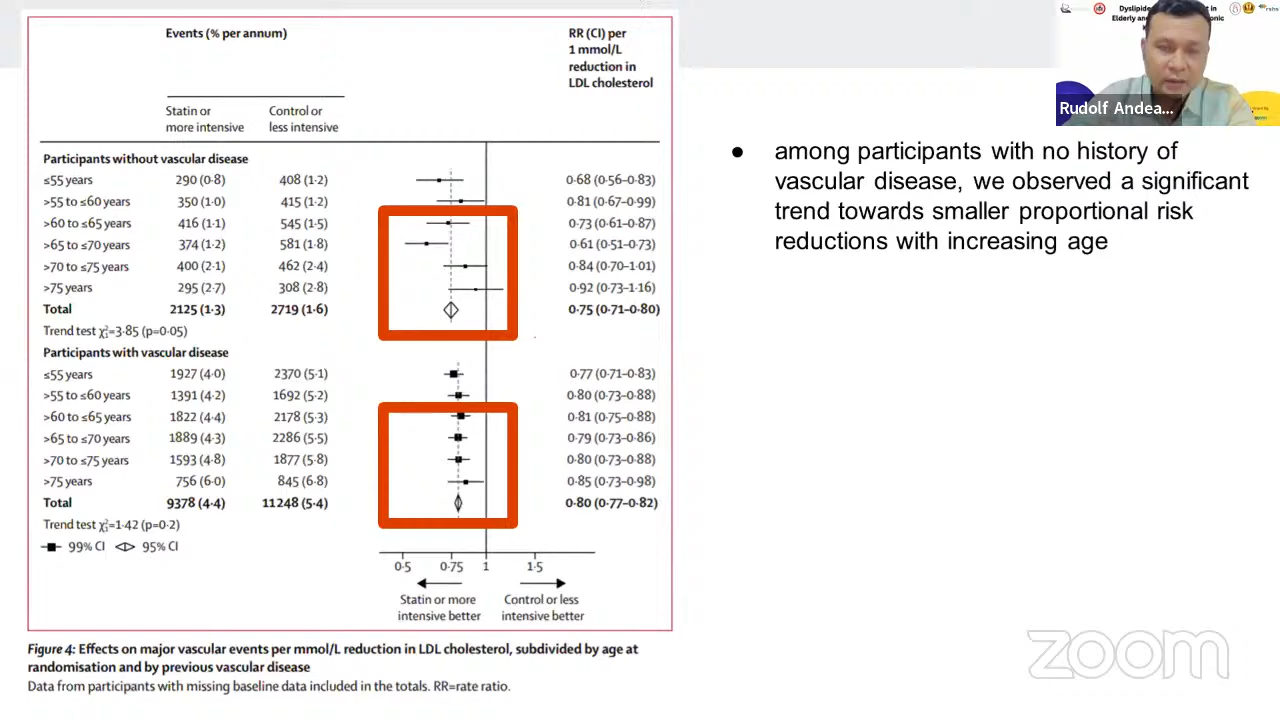 Events (% per annum)
RR (CI) per
1 mmol/L
reduction in
LDL cholesterol
Statin or
more intensive
Control or
less intensive
Participants without vascular disease
≤55 years 290 (0·8) 408 (1·2) 0·68 (0·56–0·83)
>55 to ≤60 years 350 (1·0) 415 (1·2) 0·81 (0·67–0·99)
>60 to ≤65 years 416 (1·1) 545 (1·5) 0·73 (0·61–0·87)
>65 to ≤70 years 374 (1·2) 581 (1·8) 0·61 (0·51–0·73)
>70 to ≤75 years 400 (2·1) 462 (2·4) 0·84 (0·70–1·01)
>75 years 295 (2·7) 308 (2·8) 0·92 (0·73–1·16)
Total 2125 (1·3) 2719 (1·6) 0·75 (0·71–0·80)
Trend test χ²₁=3·85 (p=0·05)
Participants with vascular disease
≤55 years 1927 (4·0) 2370 (5·1) 0·77 (0·71–0·83)
>55 to ≤60 years 1391 (4·2) 1692 (5·2) 0·80 (0·73–0·88)
>60 to ≤65 years 1822 (4·4) 2178 (5·3) 0·81 (0·75–0·88)
>65 to ≤70 years 1889 (4·3) 2286 (5·5) 0·79 (0·73–0·86)
>70 to ≤75 years 1593 (4·8) 1877 (5·8) 0·80 (0·73–0·88)
>75 years 756 (6·0) 845 (6·8) 0·85 (0·73–0·98)
Total 9378 (4·4) 11 248 (5·4) 0·80 (0·77–0·82)
Trend test χ²₁=1·42 (p=0·2)
99% CI 95% CI
0·5 0·75 1 1·5
Statin or more
intensive better
Control or less
intensive better
Figure 4: Effects on major vascular events per mmol/L reduction in LDL cholesterol, subdivided by age at
randomisation and by previous vascular disease
Data from participants with missing baseline data included in the totals. RR=rate ratio.
● among participants with no history of
vascular disease, we observed a significant
trend towards smaller proportional risk
reductions with increasing age
Elderly and
Rudolf Andea...
zoom